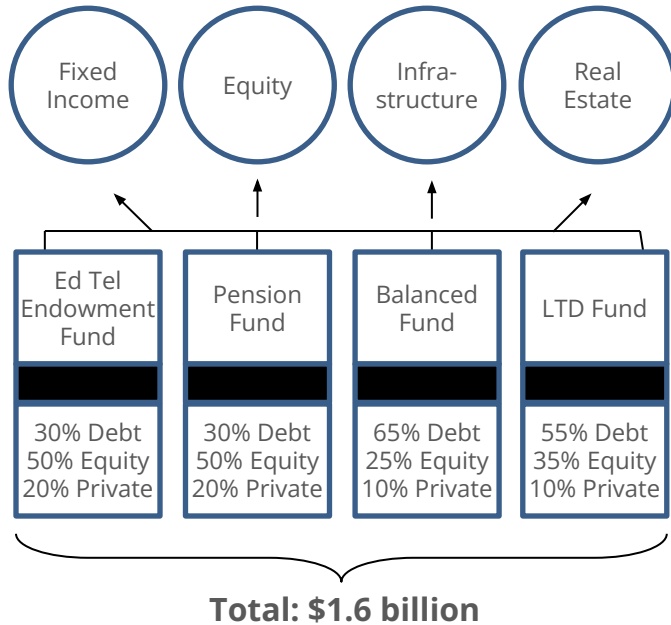 Fixed
Income
Equity
Infra-
structure
Real
Estate
Ed Tel
Endowment
Fund
Pension
Fund
Balanced
Fund
LTD Fund
30% Debt
50% Equity
20% Private
30% Debt
50% Equity
20% Private
65% Debt
25% Equity
10% Private
55% Debt
35% Equity
10% Private
Total: $1.6 billion